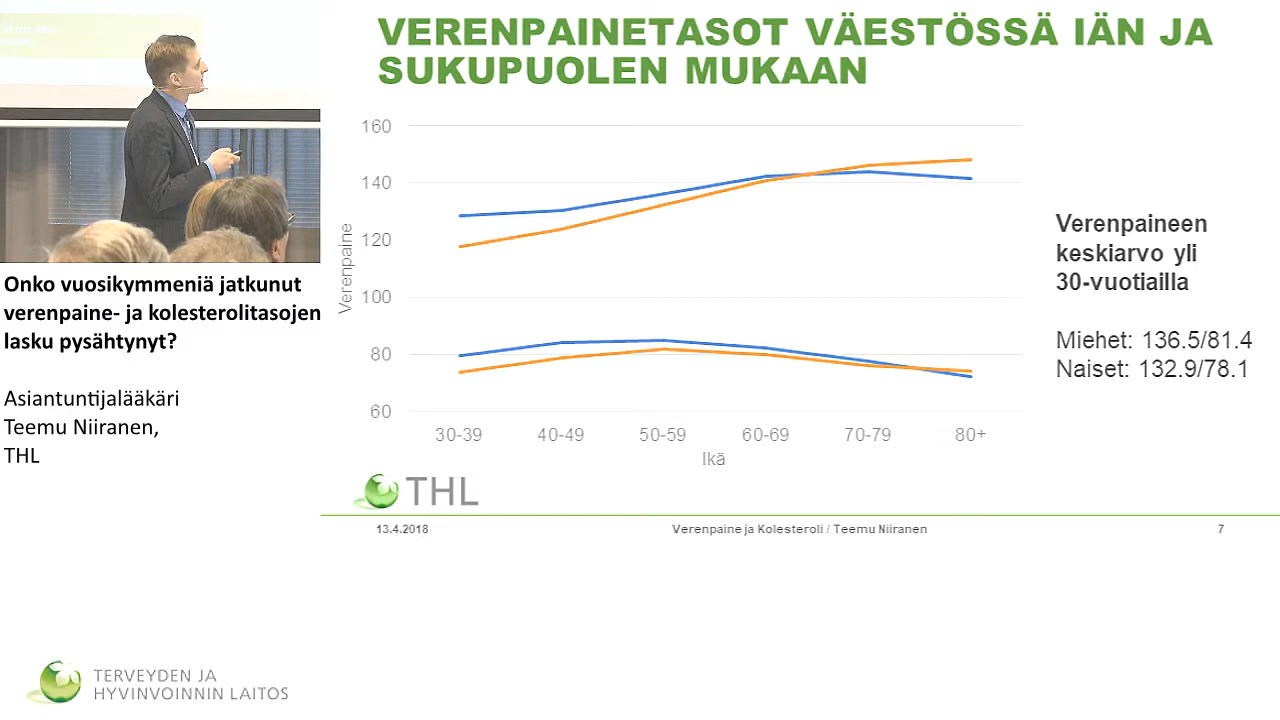 VERENPAINETASOT VÄESTÖSSÄ IÄN JA
SUKUPUOLEN MUKAAN
160
140
120
100
80
60
Verenpaine
30-39
40-49
50-59
60-69
70-79
80+
Ikä
Verenpaineen
keskiarvo yli
30-vuotiailla
Miehet: 136.5/81.4
Naiset: 132.9/78.1
THL
13.4.2018
Verenpaine ja Kolesteroli / Teemu Niiranen
7
Onko vuosikymmeniä jatkunut
verenpaine- ja kolesterolitasojen
lasku pysähtynyt?
Asiantuntijalääkäri
Teemu Niiranen,
THL
TERVEYDEN JA
HYVINVOINNIN LAITOS